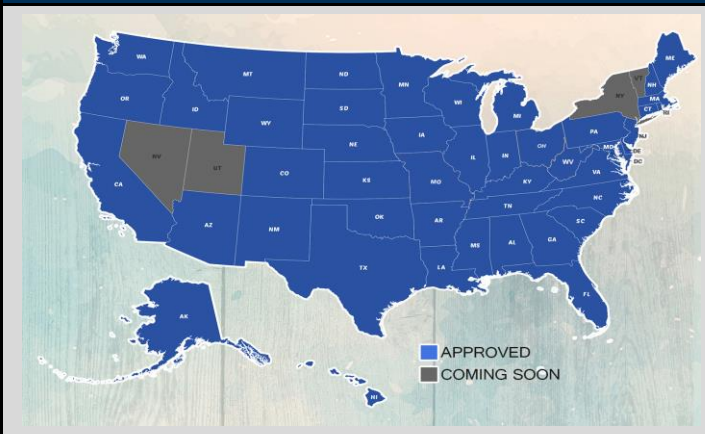 WA
MT
ND
MN
ME
VT
NH
OR
ID
SD
WI
MI
NY
MA
CT
RI
WY
IA
PA
NJ
NE
OH
MD
DE
NV
UT
CO
IL
IN
WV
DC
CA
KS
MO
KY
VA
AZ
NM
OK
AR
TN
NC
SC
MS
AL
GA
TX
LA
FL
AK
HI
APPROVED
COMING SOON